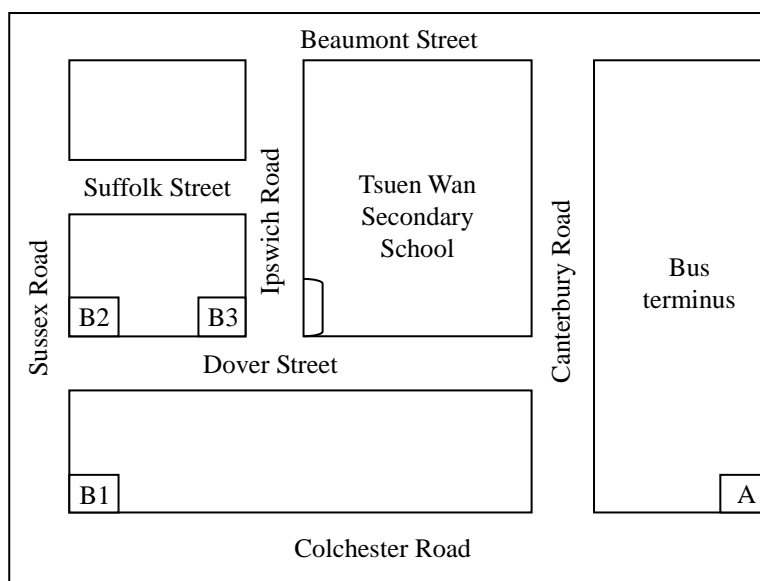 Beaumont Street
Suffolk Street
Ipswich Road
Tsuen Wan
Secondary
School
Canterbury Road
Bus
terminus
Sussex Road
B2
B3
Dover Street
B1
A
Colchester Road